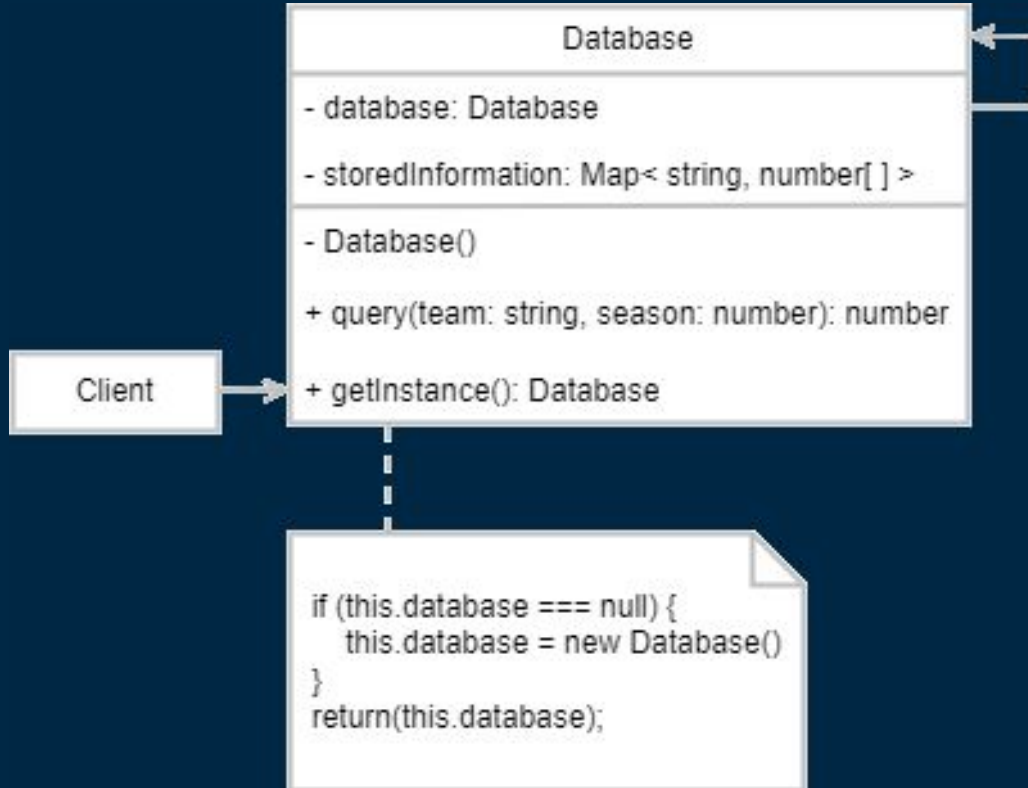 Database
- database: Database
- storedInformation: Map< string, number[ ] >
- Database()
+ query(team: string, season: number): number
+ getInstance(): Database
Client
if (this.database === null) {
this.database = new Database()
}
return(this.database);